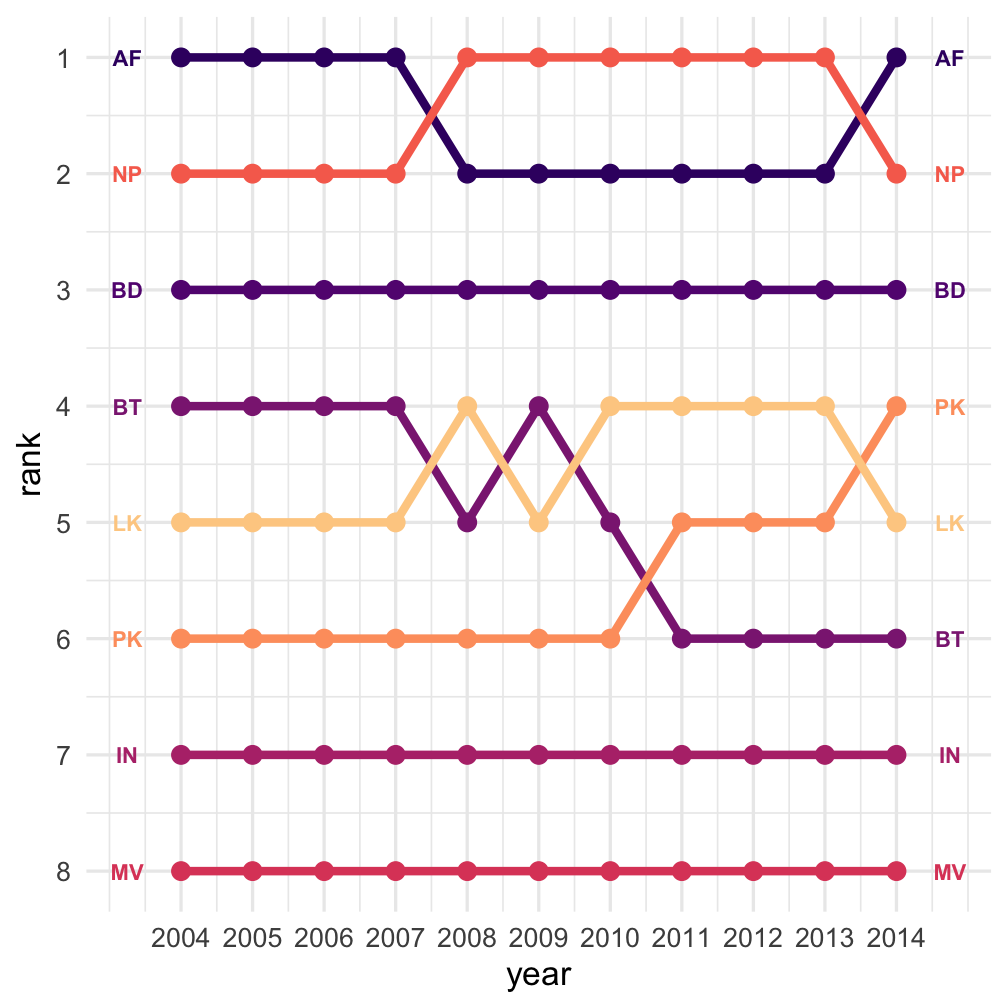 1 AF AF
2 NP NP
3 BD BD
4 BT PK
rank
5 LK LK
6 PK BT
7 IN IN
8 MV MV
2004 2005 2006 2007 2008 2009 2010 2011 2012 2013 2014
year